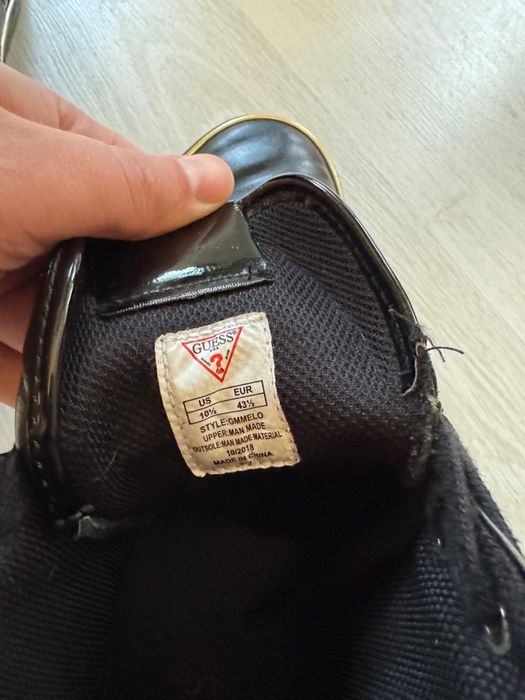 GUESS
?
US EUR
10½ 43½
STYLE:GMMELO
UPPER:MAN MADE
OUTSOLE:MAN MADE MATERIAL
10/2018
MADE IN CHINA